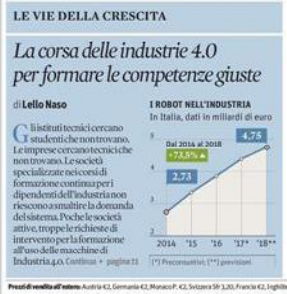 LE VIE DELLA CRESCITA
La corsa delle industrie 4.0
per formare le competenze giuste
di Lello Naso
Gli istituti tecnici cercano
studenti che non trovano.
Le imprese cercano tecnici che
non trovano. Le società
specializzate nei corsi di
formazione continua per i
dipendenti dell'industria non
riescono a smaltire la domanda
del sistema. Poche le società
attive, troppe le richieste di
intervento per la formazione
all'uso delle macchine di
Industria 4.0. Continua • pagina 13
I ROBOT NELL'INDUSTRIA
In Italia, dati in miliardi di euro
5
4
3
2
Dal 2014 al 2018
+73,5% ▲
2,73
4,75
2014 '15 '16 '17* '18**
(*) Preconsuntivi; (**) previsioni
Prezzi di vendita all'estero: Austria €2, Germania €2, Monaco P. €2, Svizzera Sfr 3,20, Francia €2, Inghilte